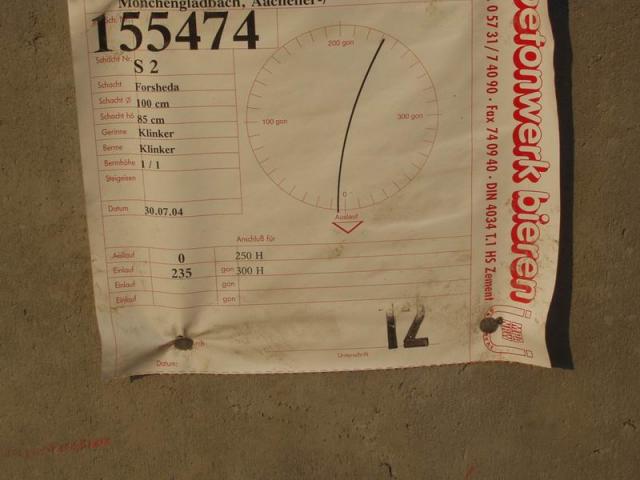 Mönchengladbach, Aachener-/
155474
Schacht Nr. S 2
Schacht Forsheda
Schacht Ø 100 cm
Schacht hö 85 cm
Gerinne Klinker
Berme Klinker
Bermhöhe 1 / 1
Steigeisen
Datum 30.07.04
200 gon
100 gon
300 gon
0
Auslauf
Anschluß für
Auslauf 0 250 H
Einlauf 235 gon 300 H
Einlauf gon
Einlauf gon
12
Datum: Unterschrift
betonwerk bieren
0 57 31 / 7 40 90 · Fax 74 09 40 · DIN 4034 T.1 HS Zement